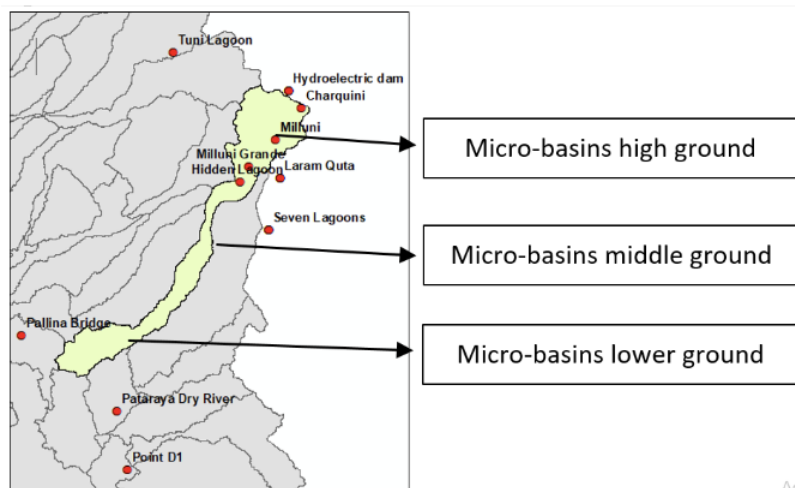 Tuni Lagoon
Hydroelectric dam
Charquini
Milluni
Micro-basins high ground
Milluni Grande
Laram Quta
Hidden Lagoon
Seven Lagoons
Micro-basins middle ground
Pallina Bridge
Micro-basins lower ground
Pataraya Dry River
Point D1